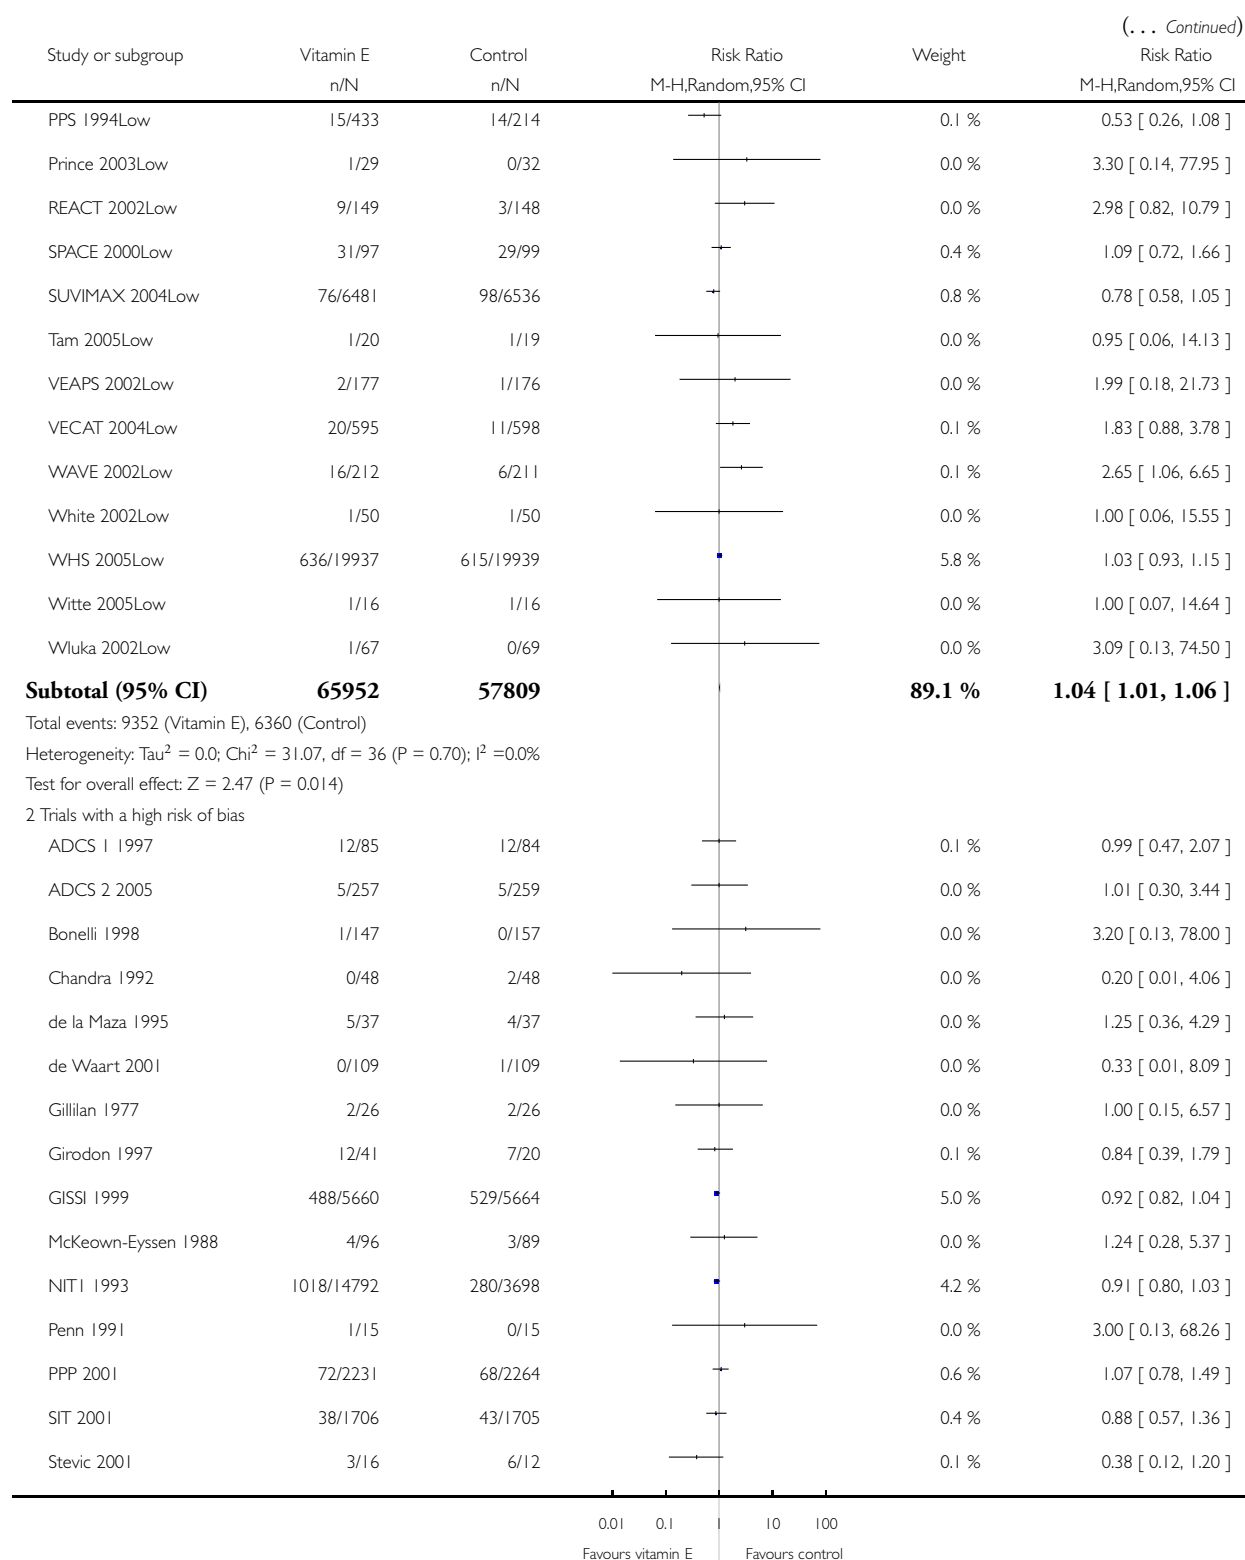 (... Continued)
Study or subgroup Vitamin E Control Risk Ratio Weight Risk Ratio
n/N n/N M-H,Random,95% CI M-H,Random,95% CI
PPS 1994Low 15/433 14/214 0.1 % 0.53 [ 0.26, 1.08 ]
Prince 2003Low 1/29 0/32 0.0 % 3.30 [ 0.14, 77.95 ]
REACT 2002Low 9/149 3/148 0.0 % 2.98 [ 0.82, 10.79 ]
SPACE 2000Low 31/97 29/99 0.4 % 1.09 [ 0.72, 1.66 ]
SUVIMAX 2004Low 76/6481 98/6536 0.8 % 0.78 [ 0.58, 1.05 ]
Tam 2005Low 1/20 1/19 0.0 % 0.95 [ 0.06, 14.13 ]
VEAPS 2002Low 2/177 1/176 0.0 % 1.99 [ 0.18, 21.73 ]
VECAT 2004Low 20/595 11/598 0.1 % 1.83 [ 0.88, 3.78 ]
WAVE 2002Low 16/212 6/211 0.1 % 2.65 [ 1.06, 6.65 ]
White 2002Low 1/50 1/50 0.0 % 1.00 [ 0.06, 15.55 ]
WHS 2005Low 636/19937 615/19939 5.8 % 1.03 [ 0.93, 1.15 ]
Witte 2005Low 1/16 1/16 0.0 % 1.00 [ 0.07, 14.64 ]
Wluka 2002Low 1/67 0/69 0.0 % 3.09 [ 0.13, 74.50 ]
Subtotal (95% CI) 65952 57809 89.1 % 1.04 [ 1.01, 1.06 ]
Total events: 9352 (Vitamin E), 6360 (Control)
Heterogeneity: Tau² = 0.0; Chi² = 31.07, df = 36 (P = 0.70); I² =0.0%
Test for overall effect: Z = 2.47 (P = 0.014)
2 Trials with a high risk of bias
ADCS 1 1997 12/85 12/84 0.1 % 0.99 [ 0.47, 2.07 ]
ADCS 2 2005 5/257 5/259 0.0 % 1.01 [ 0.30, 3.44 ]
Bonelli 1998 1/147 0/157 0.0 % 3.20 [ 0.13, 78.00 ]
Chandra 1992 0/48 2/48 0.0 % 0.20 [ 0.01, 4.06 ]
de la Maza 1995 5/37 4/37 0.0 % 1.25 [ 0.36, 4.29 ]
de Waart 2001 0/109 1/109 0.0 % 0.33 [ 0.01, 8.09 ]
Gillilan 1977 2/26 2/26 0.0 % 1.00 [ 0.15, 6.57 ]
Girodon 1997 12/41 7/20 0.1 % 0.84 [ 0.39, 1.79 ]
GISSI 1999 488/5660 529/5664 5.0 % 0.92 [ 0.82, 1.04 ]
McKeown-Eyssen 1988 4/96 3/89 0.0 % 1.24 [ 0.28, 5.37 ]
NIT1 1993 1018/14792 280/3698 4.2 % 0.91 [ 0.80, 1.03 ]
Penn 1991 1/15 0/15 0.0 % 3.00 [ 0.13, 68.26 ]
PPP 2001 72/2231 68/2264 0.6 % 1.07 [ 0.78, 1.49 ]
SIT 2001 38/1706 43/1705 0.4 % 0.88 [ 0.57, 1.36 ]
Stevic 2001 3/16 6/12 0.1 % 0.38 [ 0.12, 1.20 ]
0.01 0.1 1 10 100
Favours vitamin E Favours control